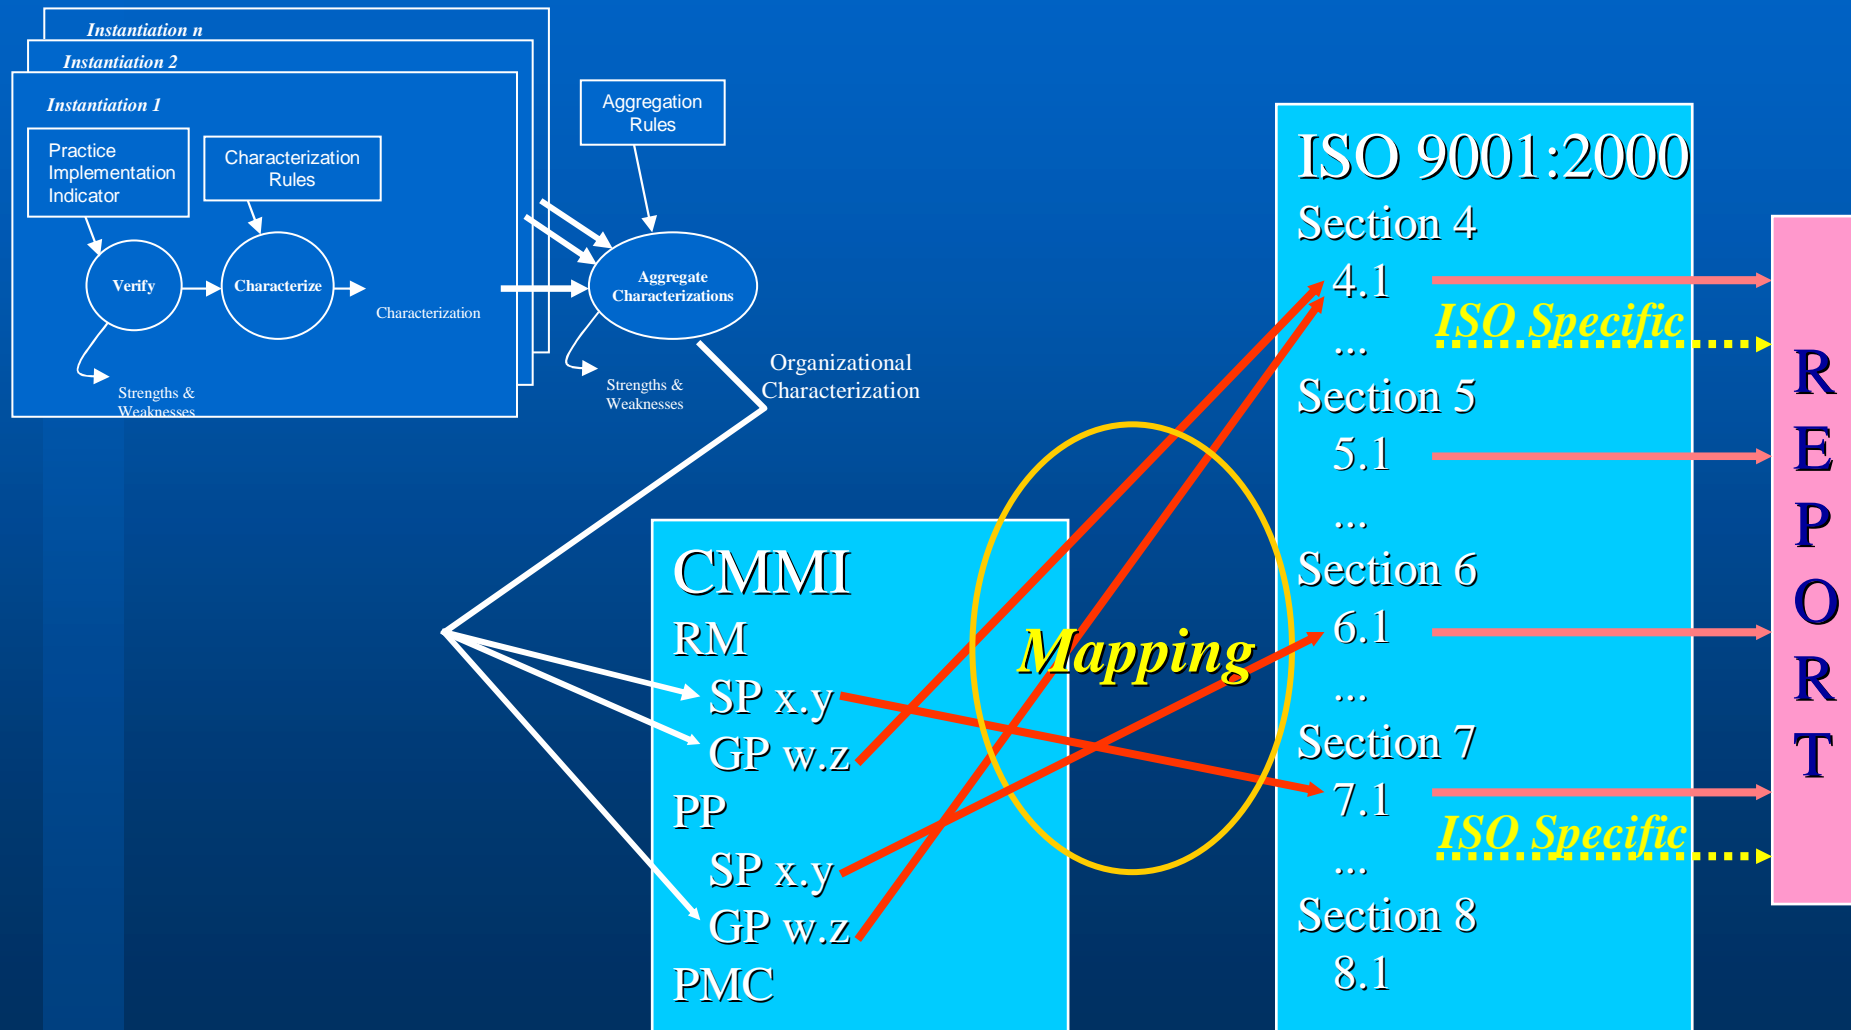 Instantiation n
Instantiation 2
Instantiation 1
Practice
Implementation
Indicator
Characterization
Rules
Verify
Characterize
Characterization
Strengths &
Weaknesses
Aggregation
Rules
Aggregate
Characterizations
Strengths &
Weaknesses
Organizational
Characterization
CMMI
RM
SP x.y
GP w.z
PP
SP x.y
GP w.z
PMC
Mapping
ISO 9001:2000
Section 4
4.1
...
Section 5
5.1
...
Section 6
6.1
...
Section 7
7.1
...
Section 8
8.1
ISO Specific
ISO Specific
R
E
P
O
R
T